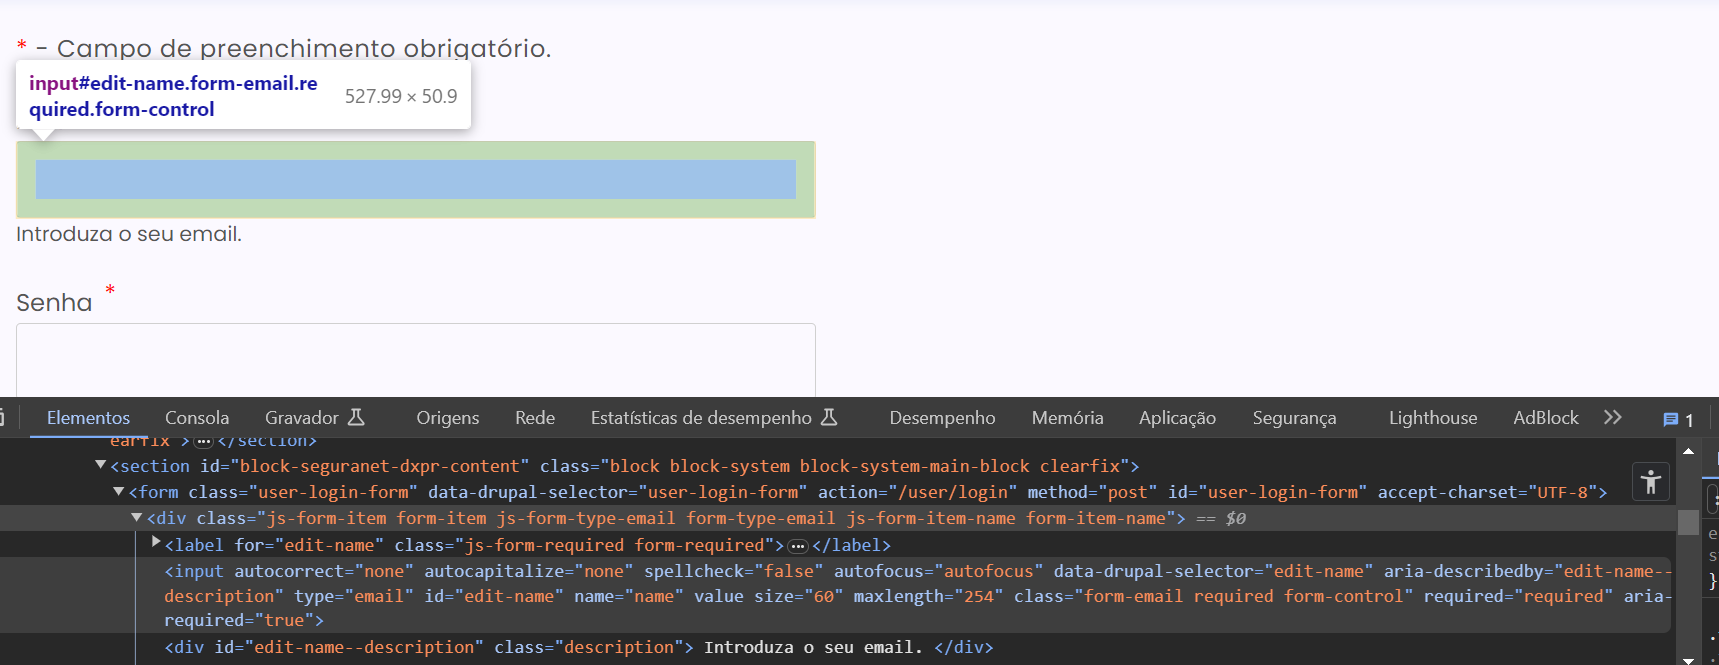 * - Campo de preenchimento obrigatório.
input#edit-name.form-email.re
quired.form-control
527.99 × 50.9
Introduza o seu email.
Senha *
Elementos Consola Gravador Origens Rede Estatísticas de desempenho Desempenho Memória Aplicação Segurança Lighthouse AdBlock 1
earfix">…</section>
<section id="block-seguranet-dxpr-content" class="block block-system block-system-main-block clearfix">
<form class="user-login-form" data-drupal-selector="user-login-form" action="/user/login" method="post" id="user-login-form" accept-charset="UTF-8">
<div class="js-form-item form-item js-form-type-email form-type-email js-form-item-name form-item-name"> == $0
<label for="edit-name" class="js-form-required form-required">…</label>
<input autocorrect="none" autocapitalize="none" spellcheck="false" autofocus="autofocus" data-drupal-selector="edit-name" aria-describedby="edit-name--
description" type="email" id="edit-name" name="name" value size="60" maxlength="254" class="form-email required form-control" required="required" aria-
required="true">
<div id="edit-name--description" class="description"> Introduza o seu email. </div>